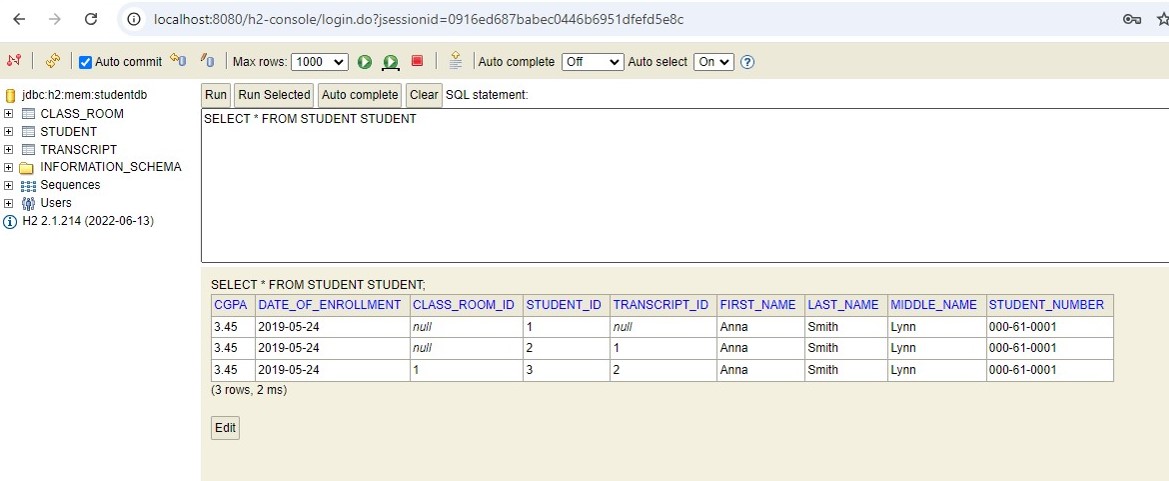 localhost:8080/h2-console/login.do?jsessionid=0916ed687babec0446b6951dfefd5e8c
Auto commit Max rows: 1000 Auto complete Off Auto select On
jdbc:h2:mem:studentdb
CLASS_ROOM
STUDENT
TRANSCRIPT
INFORMATION_SCHEMA
Sequences
Users
H2 2.1.214 (2022-06-13)
Run Run Selected Auto complete Clear SQL statement:
SELECT * FROM STUDENT STUDENT
SELECT * FROM STUDENT STUDENT;
CGPA DATE_OF_ENROLLMENT CLASS_ROOM_ID STUDENT_ID TRANSCRIPT_ID FIRST_NAME LAST_NAME MIDDLE_NAME STUDENT_NUMBER
3.45 2019-05-24 null 1 null Anna Smith Lynn 000-61-0001
3.45 2019-05-24 null 2 1 Anna Smith Lynn 000-61-0001
3.45 2019-05-24 1 3 2 Anna Smith Lynn 000-61-0001
(3 rows, 2 ms)
Edit